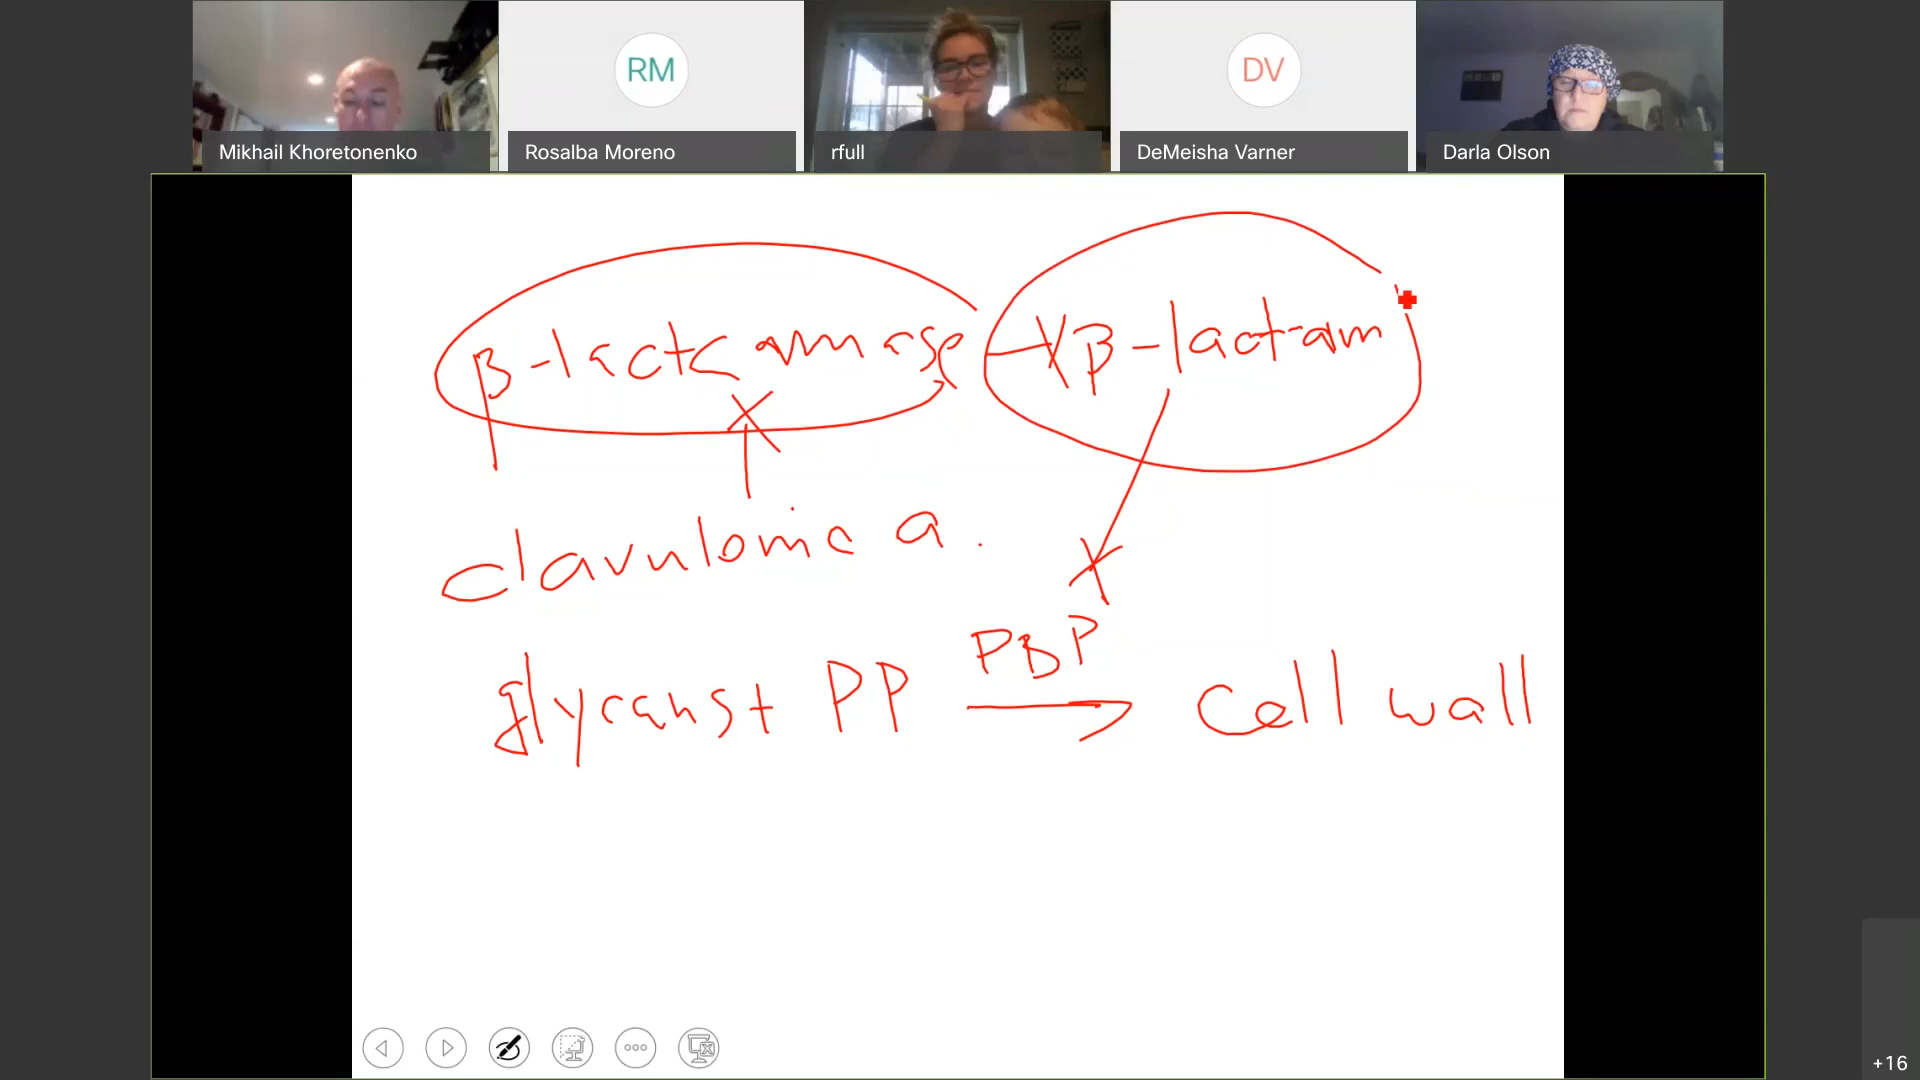 RM
DV
Mikhail Khoretonenko
Rosalba Moreno
rfull
DeMeisha Varner
Darla Olson
β-lactamase
β-lactam
clavulonic a.
PBP
glycans+ PP → cell wall
+16